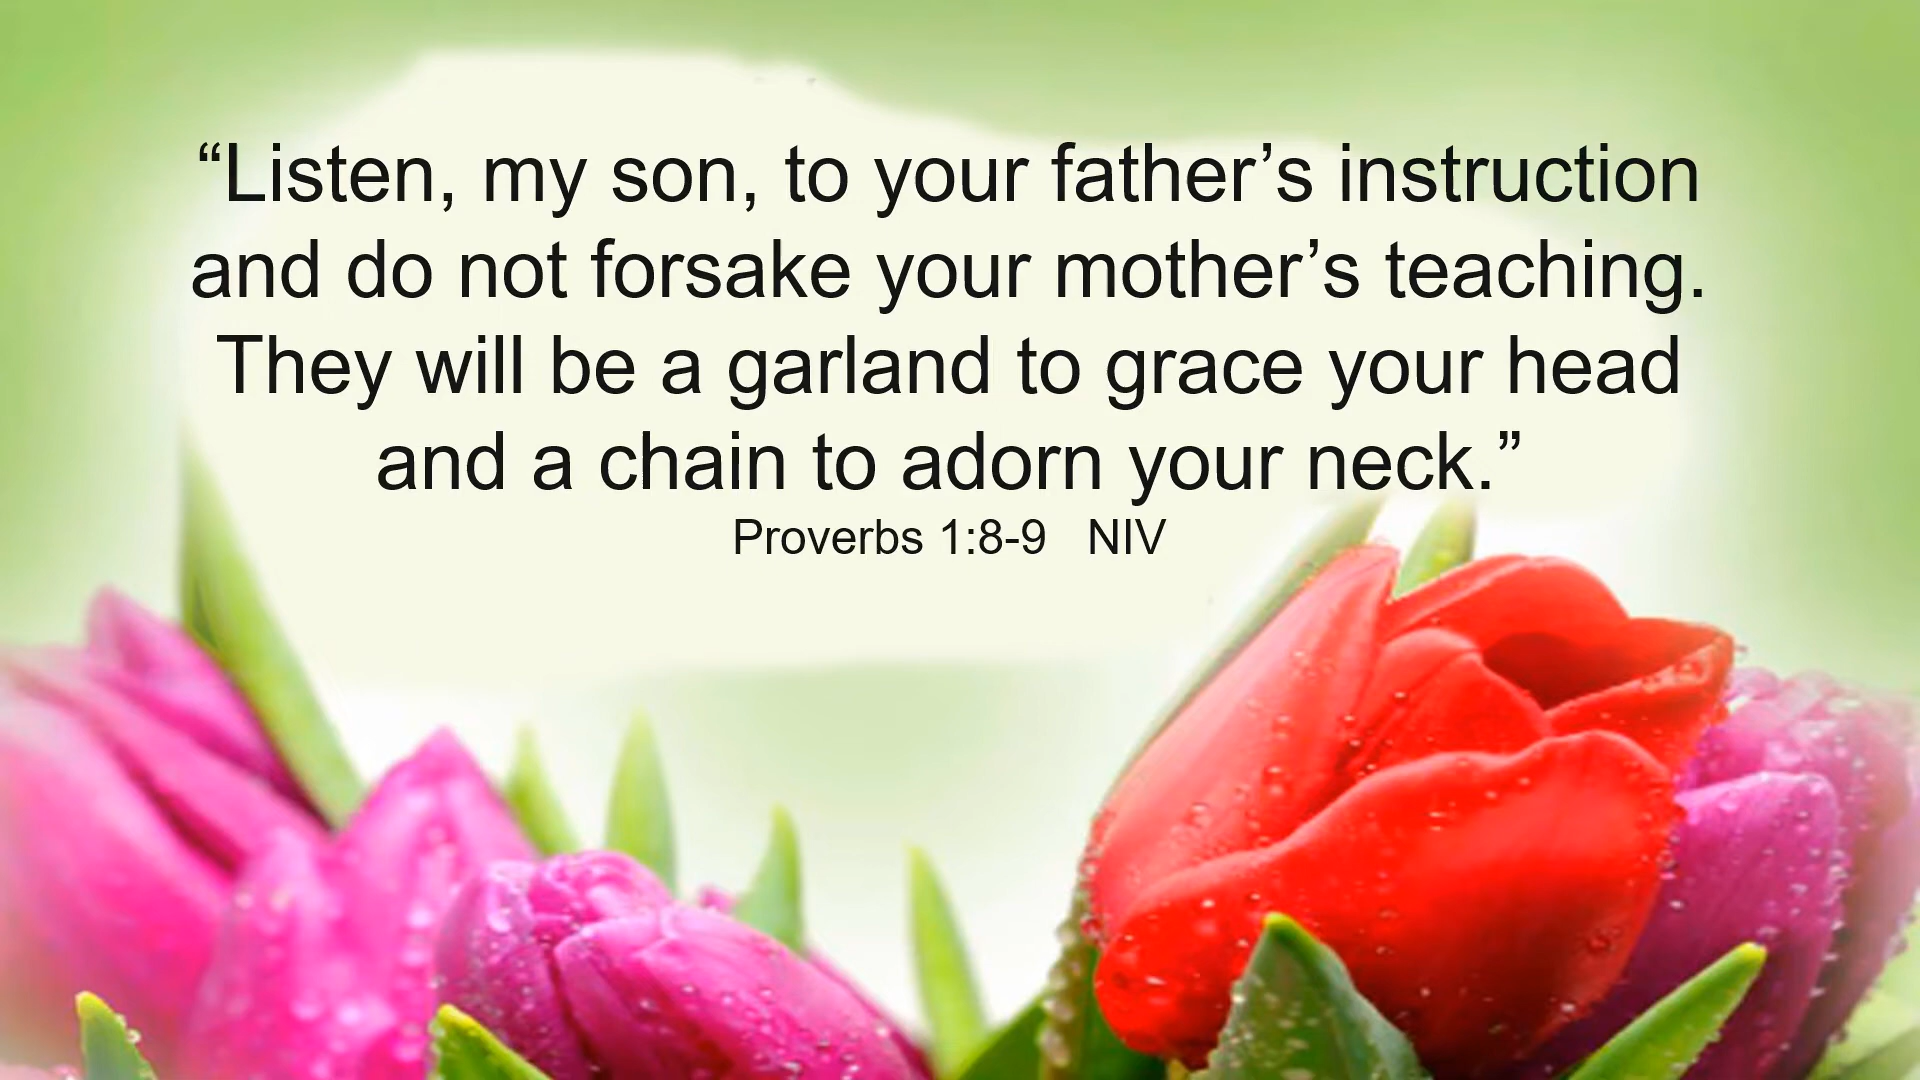 “Listen, my son, to your father’s instruction
and do not forsake your mother’s teaching.
They will be a garland to grace your head
and a chain to adorn your neck.”
Proverbs 1:8-9   NIV